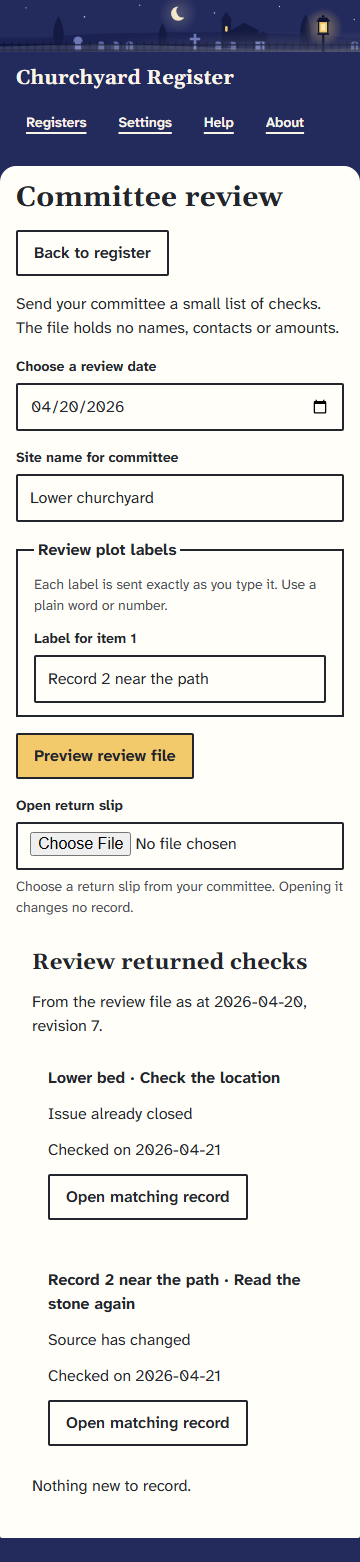 Churchyard Register
Registers Settings Help About
Committee review
Back to register
Send your committee a small list of checks.
The file holds no names, contacts or amounts.
Choose a review date
04/20/2026
Site name for committee
Lower churchyard
Review plot labels
Each label is sent exactly as you type it. Use a
plain word or number.
Label for item 1
Record 2 near the path
Preview review file
Open return slip
Choose File No file chosen
Choose a return slip from your committee. Opening it
changes no record.
Review returned checks
From the review file as at 2026-04-20,
revision 7.
Lower bed · Check the location
Issue already closed
Checked on 2026-04-21
Open matching record
Record 2 near the path · Read the
stone again
Source has changed
Checked on 2026-04-21
Open matching record
Nothing new to record.